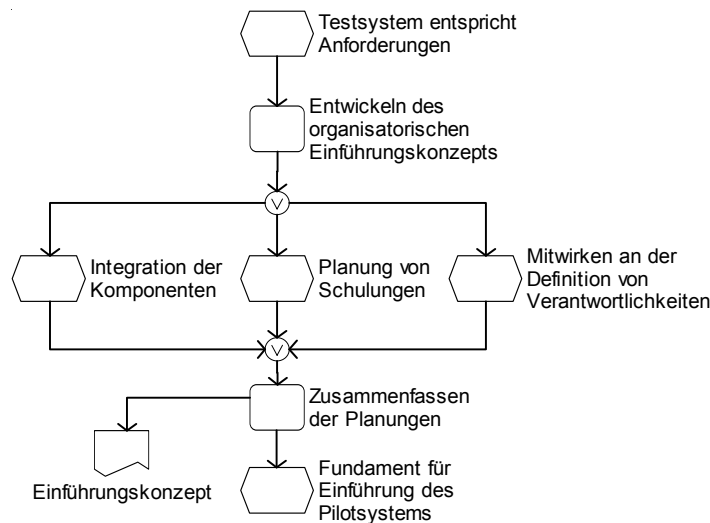 Testsystem entspricht
Anforderungen
Entwickeln des
organisatorischen
Einführungskonzepts
V
Integration der
Komponenten
Planung von
Schulungen
Mitwirken an der
Definition von
Verantwortlichkeiten
V
Zusammenfassen
der Planungen
Einführungskonzept
Fundament für
Einführung des
Pilotsystems